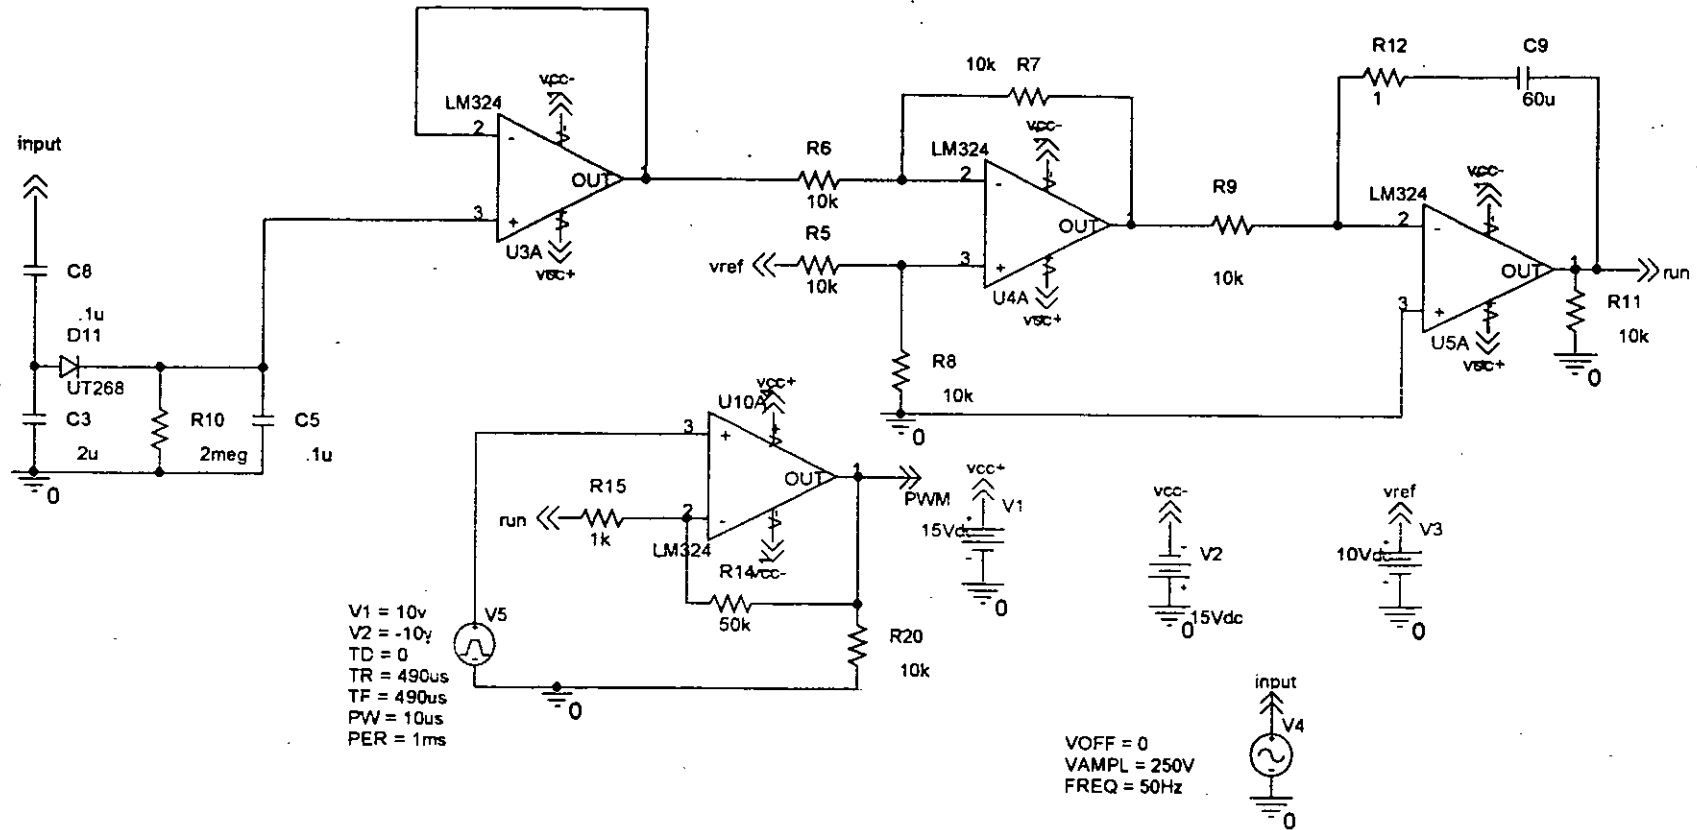 input
C8
.1u
D11
UT268
C3
2u
0
R10
2meg
C5
.1u
LM324
vcc-
2
-
OUT
1
3
+
U3A
vcc+
R6
10k
R5
10k
vref
10k
R7
LM324
vcc-
2
-
OUT
1
3
+
U4A
vcc+
R8
10k
0
R9
10k
R12
1
C9
60u
LM324
vcc-
2
-
OUT
1
3
+
U5A
vcc+
run
R11
10k
0
U10A
vcc+
3
+
OUT
1
PWM
run
R15
1k
2
-
LM324
vcc-
R14
50k
R20
10k
V1 = 10v
V2 = -10v
TD = 0
TR = 490us
TF = 490us
PW = 10us
PER = 1ms
V5
0
vcc+
V1
15Vdc
0
vcc-
V2
15Vdc
0
vref
V3
10Vdc
0
input
V4
VOFF = 0
VAMPL = 250V
FREQ = 50Hz
0